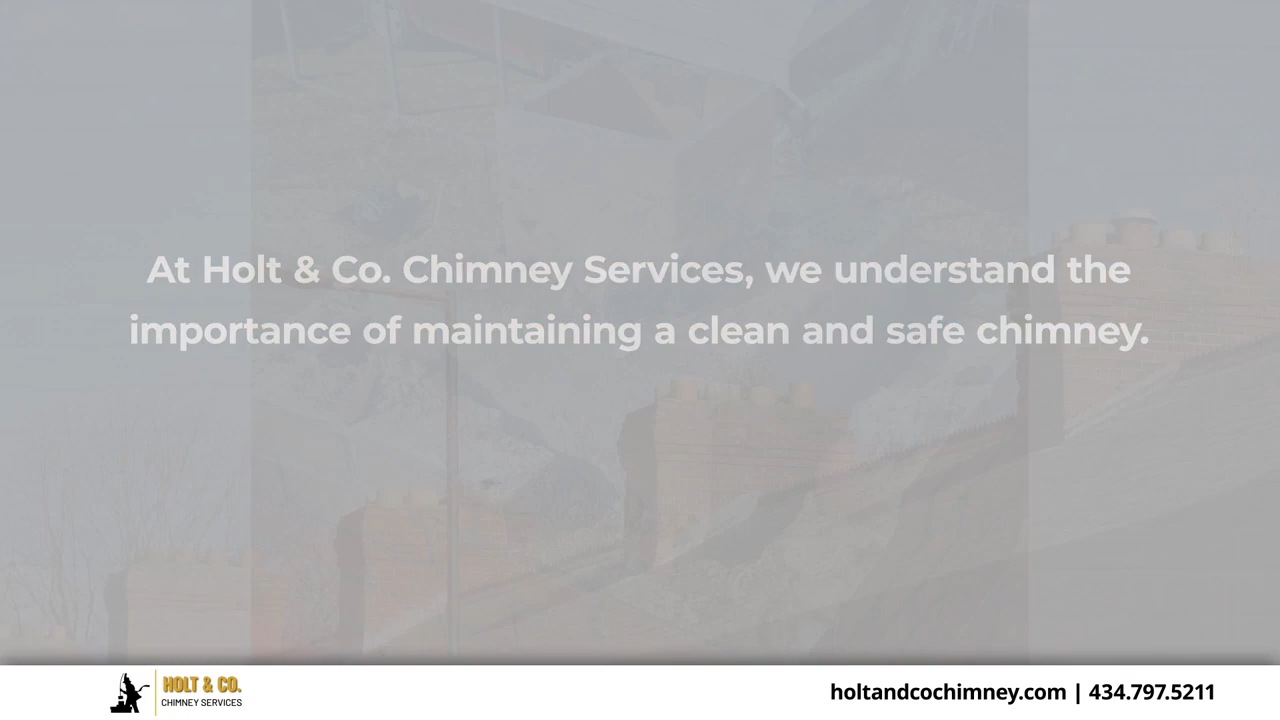 At Holt & Co. Chimney Services, we understand the
importance of maintaining a clean and safe chimney.
HOLT & CO.
CHIMNEY SERVICES
holtandcochimney.com | 434.797.5211